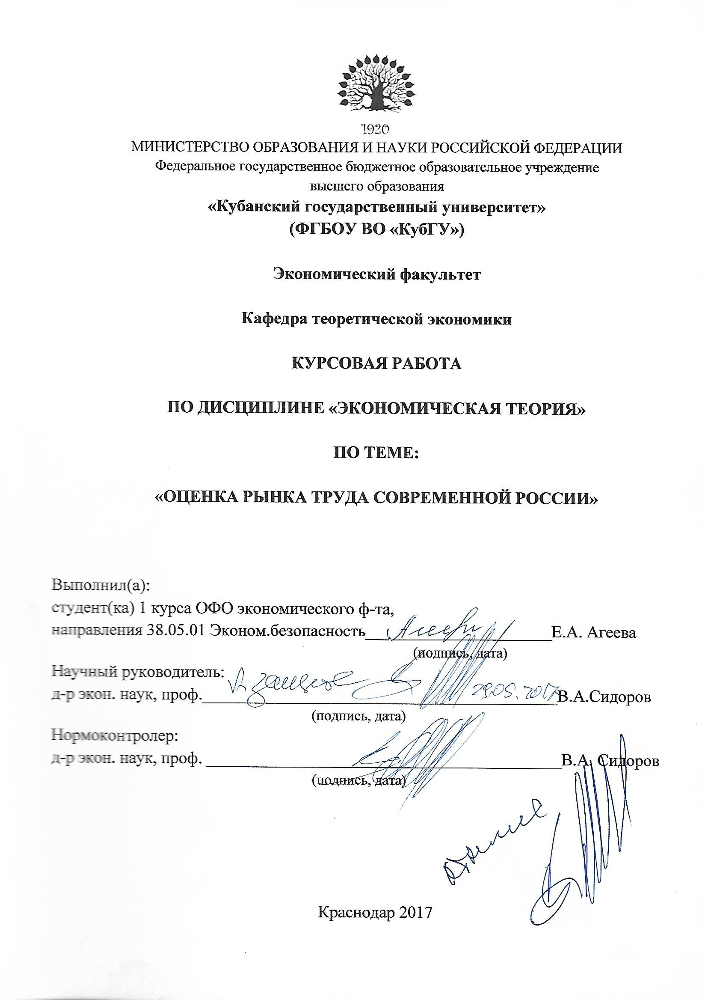 1920
МИНИСТЕРСТВО ОБРАЗОВАНИЯ И НАУКИ РОССИЙСКОЙ ФЕДЕРАЦИИ
Федеральное государственное бюджетное образовательное учреждение
высшего образования
«Кубанский государственный университет»
(ФГБОУ ВО «КубГУ»)
Экономический факультет
Кафедра теоретической экономики
КУРСОВАЯ РАБОТА
ПО ДИСЦИПЛИНЕ «ЭКОНОМИЧЕСКАЯ ТЕОРИЯ»
ПО ТЕМЕ:
«ОЦЕНКА РЫНКА ТРУДА СОВРЕМЕННОЙ РОССИИ»
Выполнил(а):
студент(ка) 1 курса ОФО экономического ф-та,
направления 38.05.01 Эконом.безопасность Е.А. Агеева
(подпись, дата)
Научный руководитель:
д-р экон. наук, проф. к защите 29.05.2017 В.А.Сидоров
(подпись, дата)
Нормоконтролер:
д-р экон. наук, проф. В.А. Сидоров
(подпись, дата)
отлично
Краснодар 2017